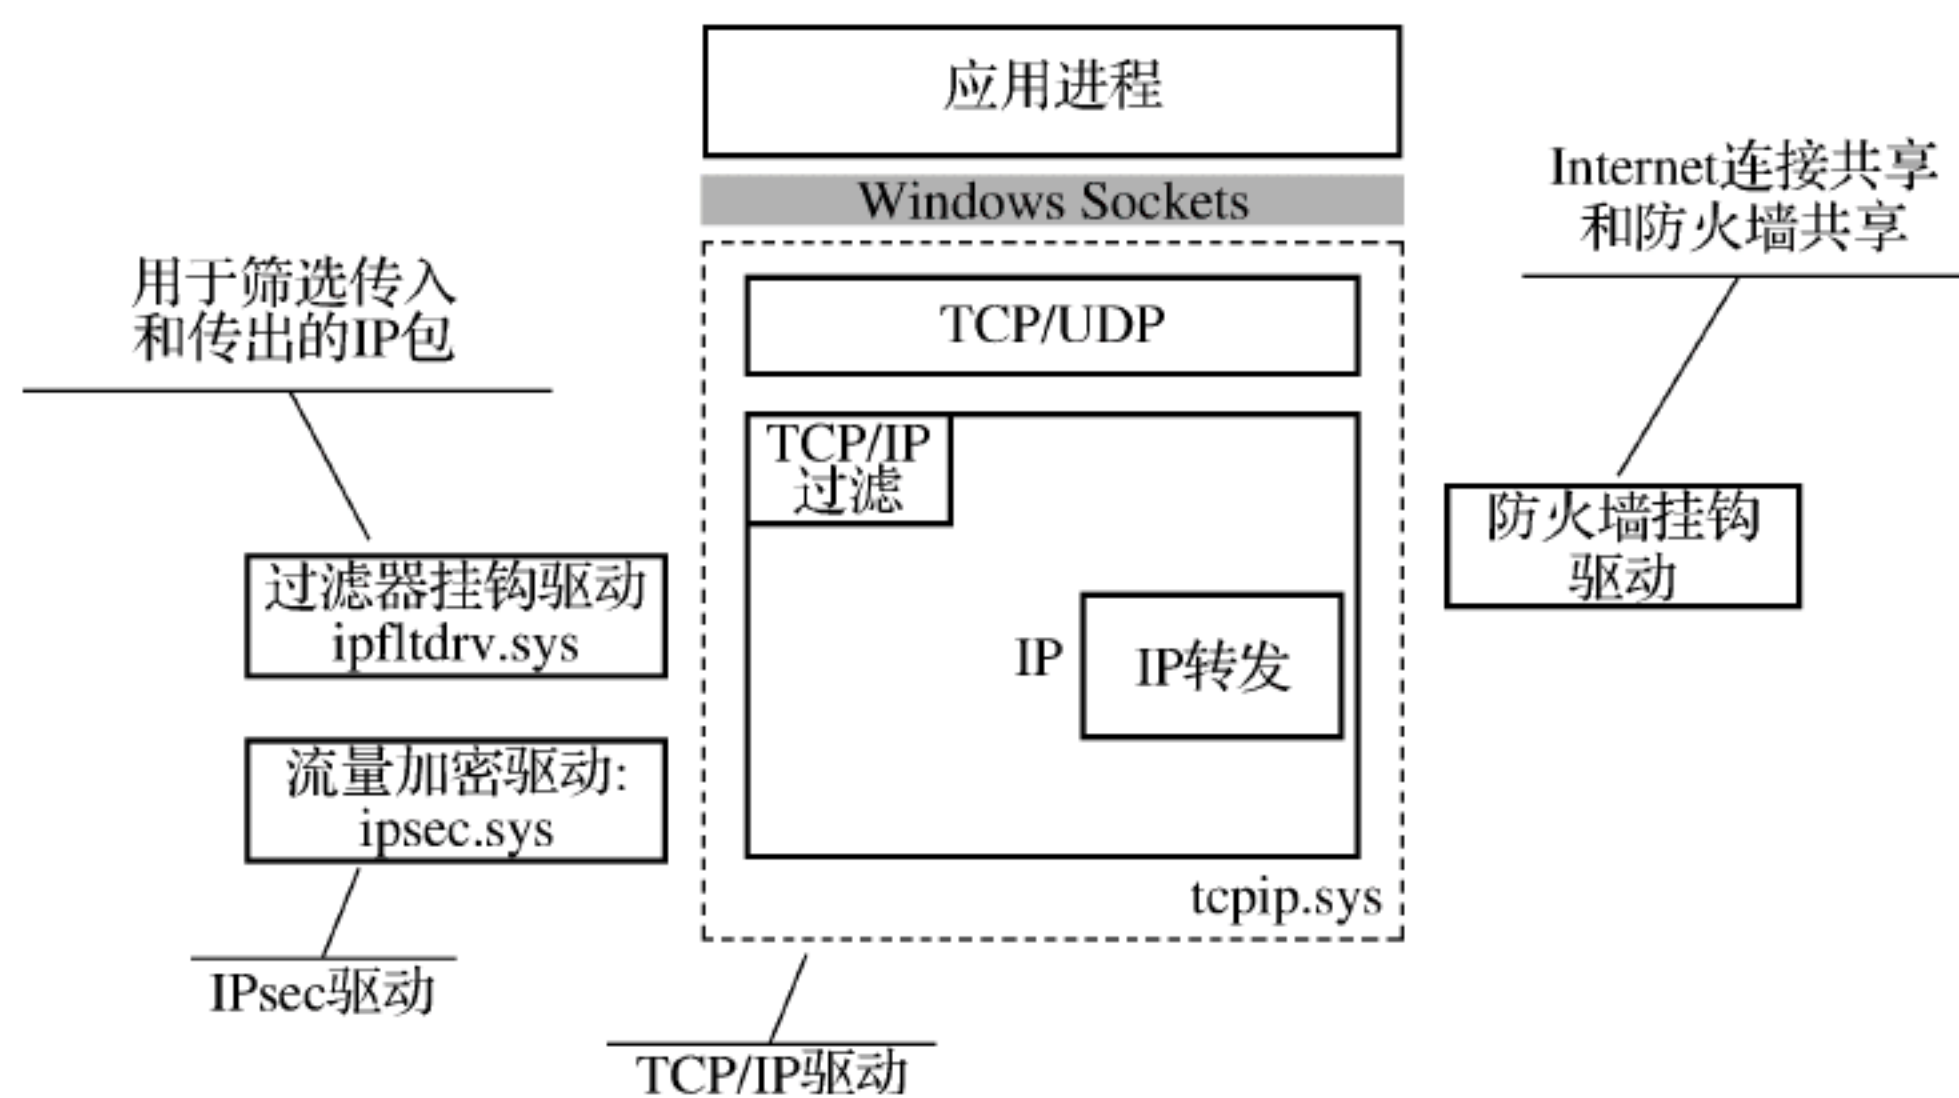 应用进程
Windows Sockets
Internet连接共享
和防火墙共享
用于筛选传入
和传出的IP包
TCP/UDP
TCP/IP
过滤
防火墙挂钩
驱动
过滤器挂钩驱动
ipfltdrv.sys
IP
IP转发
流量加密驱动:
ipsec.sys
tcpip.sys
IPsec驱动
TCP/IP驱动